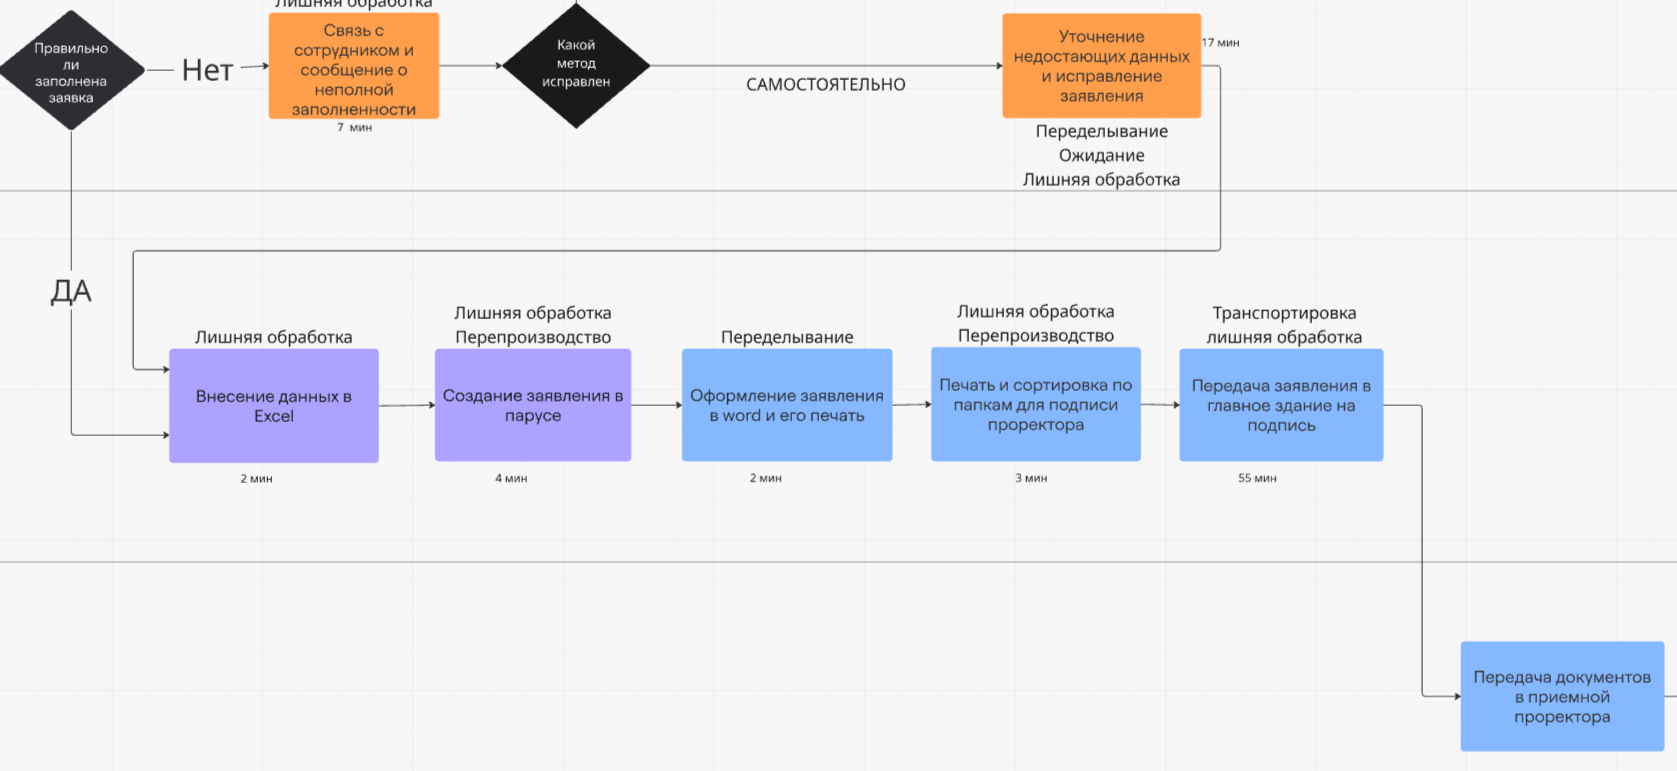 Лишняя обработка
Правильно
ли
заполнена
заявка
Нет
Связь с
сотрудником и
сообщение о
неполной
заполненности
7 мин
Какой
метод
исправлен
САМОСТОЯТЕЛЬНО
Уточнение
недостающих данных
и исправление
заявления
17 мин
Переделывание
Ожидание
Лишняя обработка
ДА
Лишняя обработка
Внесение данных в
Excel
2 мин
Лишняя обработка
Перепроизводство
Создание заявления в
парусе
4 мин
Переделывание
Оформление заявления
в word и его печать
2 мин
Лишняя обработка
Перепроизводство
Печать и сортировка по
папкам для подписи
проректора
3 мин
Транспортировка
лишняя обработка
Передача заявления в
главное здание на
подпись
55 мин
Передача документов
в приемной
проректора